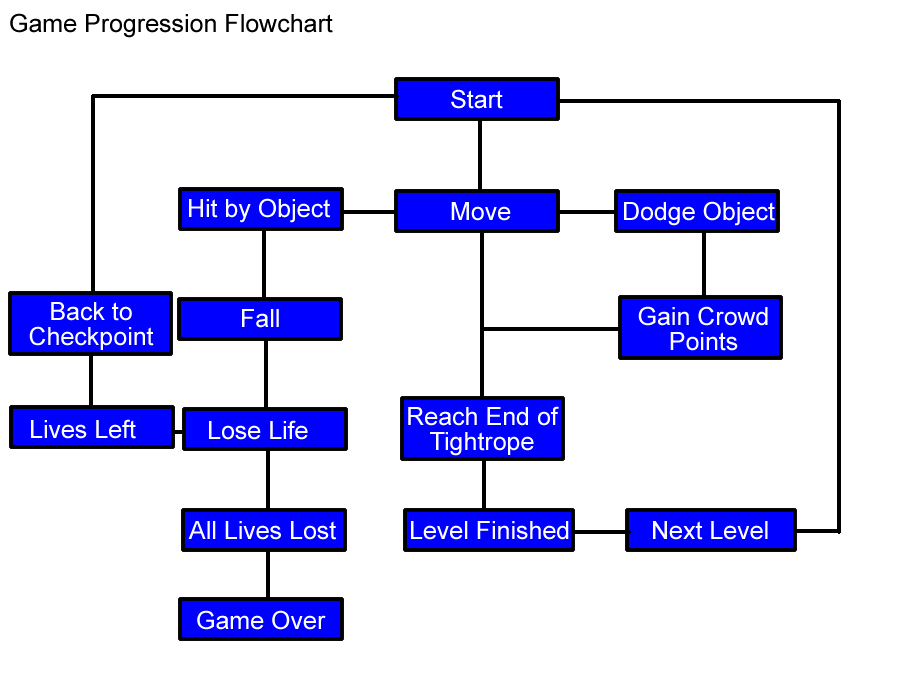 Game Progression Flowchart
Start
Hit by Object
Move
Dodge Object
Back to
Checkpoint
Fall
Gain Crowd
Points
Lives Left
Lose Life
Reach End of
Tightrope
All Lives Lost
Level Finished
Next Level
Game Over